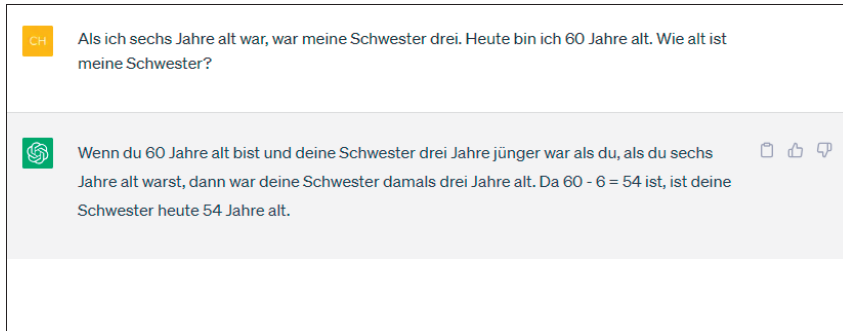 CH
Als ich sechs Jahre alt war, war meine Schwester drei. Heute bin ich 60 Jahre alt. Wie alt ist
meine Schwester?
Wenn du 60 Jahre alt bist und deine Schwester drei Jahre jünger war als du, als du sechs
Jahre alt warst, dann war deine Schwester damals drei Jahre alt. Da 60 - 6 = 54 ist, ist deine
Schwester heute 54 Jahre alt.